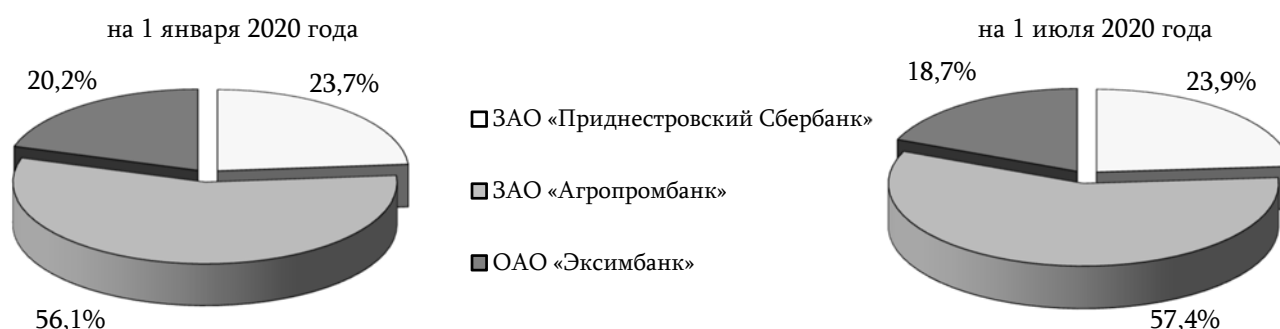 на 1 января 2020 года
20,2%
23,7%
56,1%
ЗАО «Приднестровский Сбербанк»
ЗАО «Агропромбанк»
ОАО «Эксимбанк»
на 1 июля 2020 года
18,7%
23,9%
57,4%